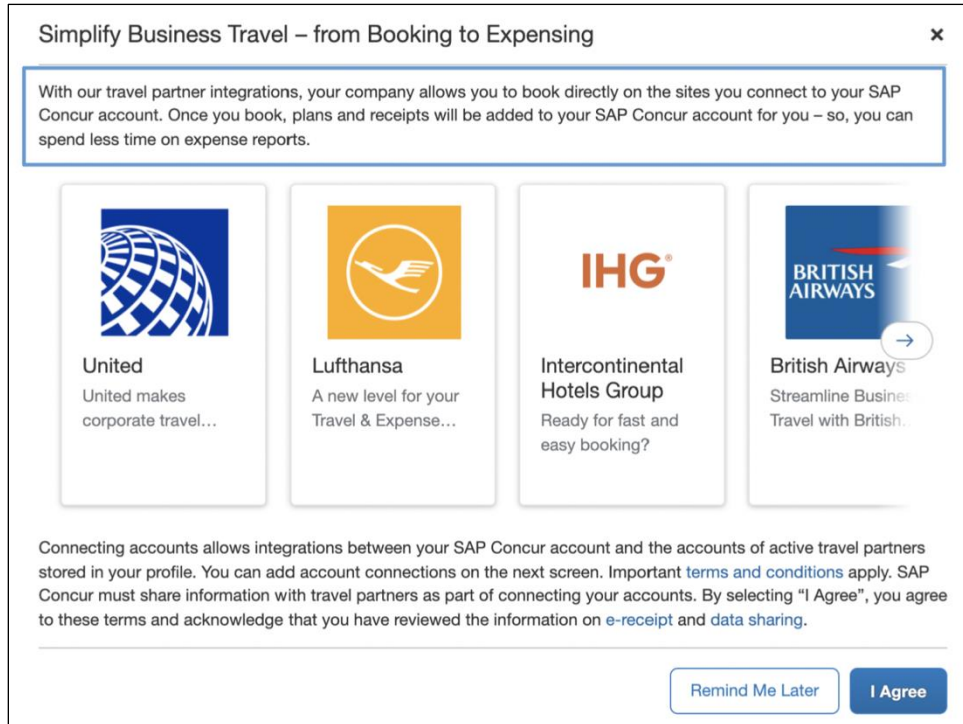 Simplify Business Travel – from Booking to Expensing
×
With our travel partner integrations, your company allows you to book directly on the sites you connect to your SAP
Concur account. Once you book, plans and receipts will be added to your SAP Concur account for you – so, you can
spend less time on expense reports.
IHG®
BRITISH
AIRWAYS
United
United makes
corporate travel…
Lufthansa
A new level for your
Travel & Expense…
Intercontinental
Hotels Group
Ready for fast and
easy booking?
British Airways
Streamline Busine
Travel with British…
Connecting accounts allows integrations between your SAP Concur account and the accounts of active travel partners
stored in your profile. You can add account connections on the next screen. Important terms and conditions apply. SAP
Concur must share information with travel partners as part of connecting your accounts. By selecting “I Agree”, you agree
to these terms and acknowledge that you have reviewed the information on e-receipt and data sharing.
Remind Me Later
I Agree